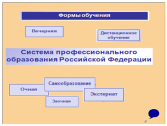 Формы обучения
Вечерняя
Дистанционное
обучение
Система профессионального
образования Российской Федерации
Самообразование
Очная
Экстернат
Заочная